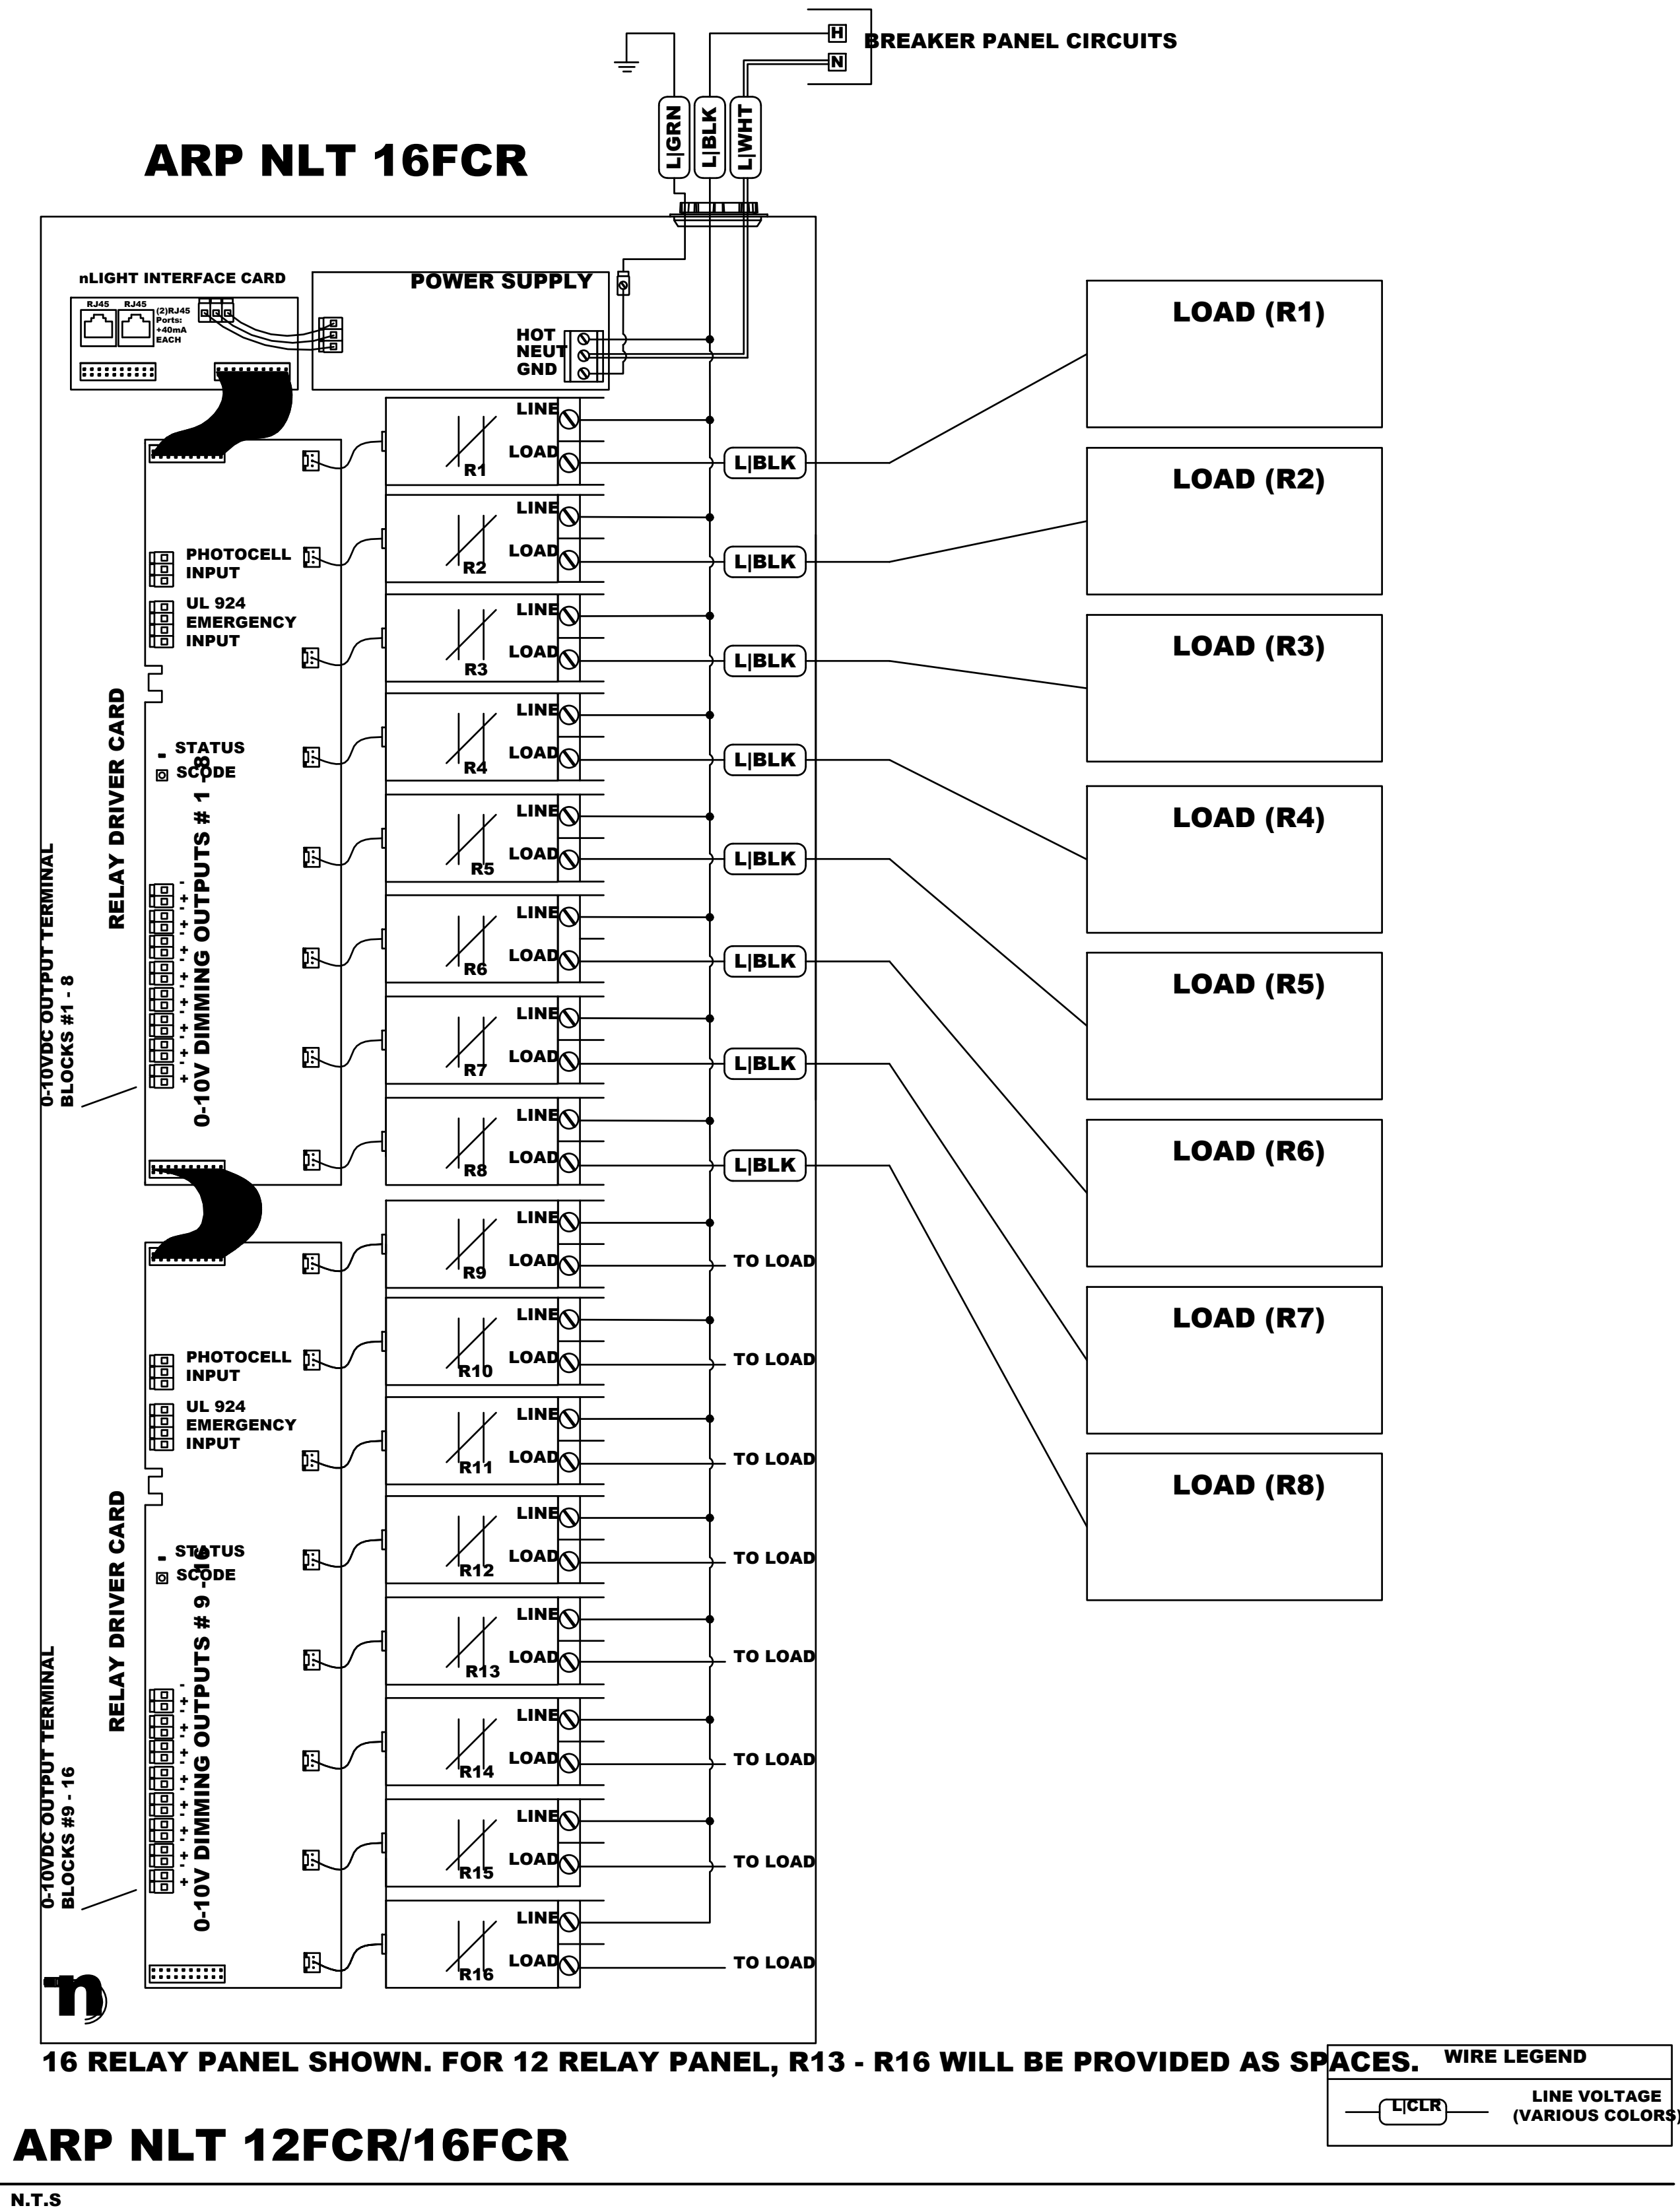 H
BREAKER PANEL CIRCUITS
N
L|GRN
L|BLK
L|WHT
ARP NLT 16FCR
nLIGHT INTERFACE CARD
RJ45
RJ45
(2)RJ45
Ports:
+40mA
EACH
POWER SUPPLY
HOT
NEUT
GND
LINE
LOAD
R1
L|BLK
LOAD (R1)
LINE
LOAD
R2
L|BLK
LOAD (R2)
LINE
LOAD
R3
L|BLK
LOAD (R3)
LINE
LOAD
R4
L|BLK
LOAD (R4)
LINE
LOAD
R5
L|BLK
LOAD (R5)
LINE
LOAD
R6
L|BLK
LOAD (R6)
LINE
LOAD
R7
L|BLK
LOAD (R7)
LINE
LOAD
R8
L|BLK
LOAD (R8)
PHOTOCELL
INPUT
UL 924
EMERGENCY
INPUT
STATUS
SCODE
RELAY DRIVER CARD
0-10V DIMMING OUTPUTS # 1 - 8
0-10VDC OUTPUT TERMINAL
BLOCKS #1 - 8
- +
- +
- +
- +
- +
- +
- +
- +
LINE
LOAD
R9
TO LOAD
LINE
LOAD
R10
TO LOAD
LINE
LOAD
R11
TO LOAD
LINE
LOAD
R12
TO LOAD
LINE
LOAD
R13
TO LOAD
LINE
LOAD
R14
TO LOAD
LINE
LOAD
R15
TO LOAD
LINE
LOAD
R16
TO LOAD
PHOTOCELL
INPUT
UL 924
EMERGENCY
INPUT
STATUS
SCODE
RELAY DRIVER CARD
0-10V DIMMING OUTPUTS # 9 - 16
0-10VDC OUTPUT TERMINAL
BLOCKS #9 - 16
- +
- +
- +
- +
- +
- +
- +
- +
n
16 RELAY PANEL SHOWN. FOR 12 RELAY PANEL, R13 - R16 WILL BE PROVIDED AS SPACES.
WIRE LEGEND
L|CLR
LINE VOLTAGE
(VARIOUS COLORS)
ARP NLT 12FCR/16FCR
N.T.S